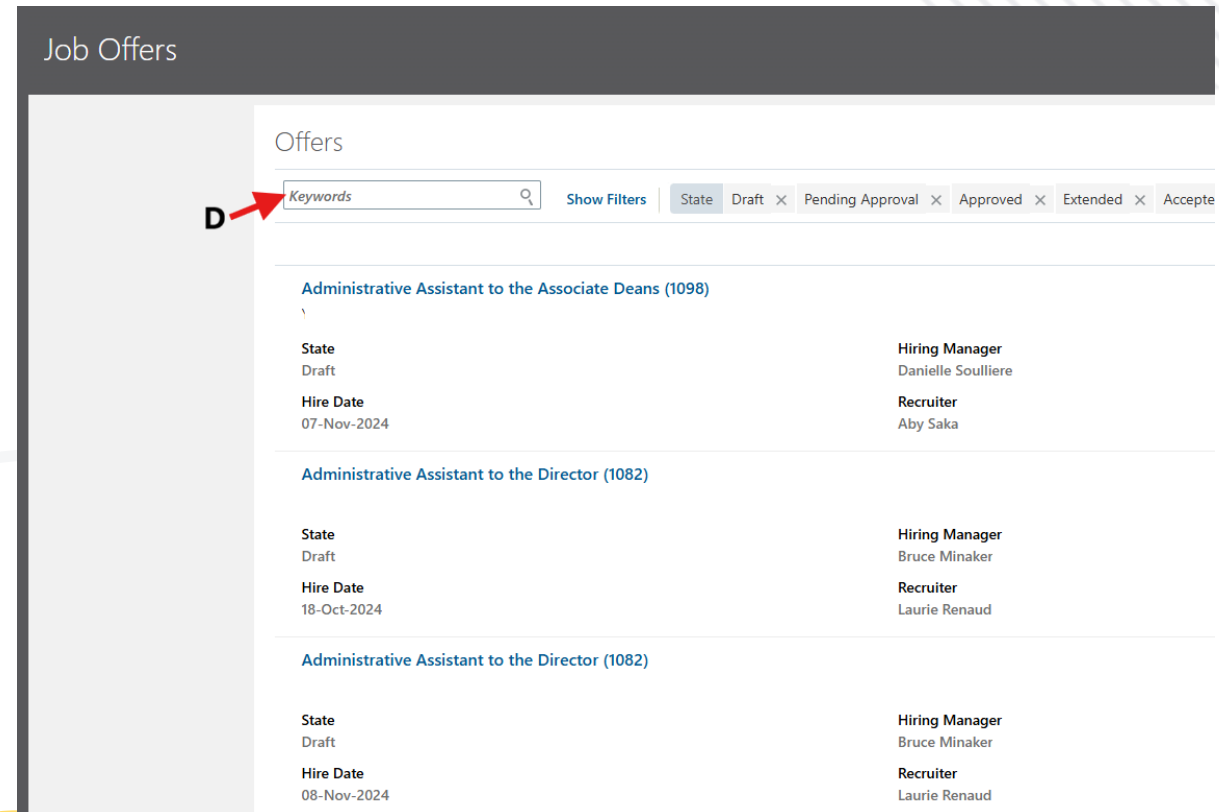 Job Offers
Offers
D
Keywords
Show Filters State Draft × Pending Approval × Approved × Extended × Accepte
Administrative Assistant to the Associate Deans (1098)
State Hiring Manager
Draft Danielle Soulliere
Hire Date Recruiter
07-Nov-2024 Aby Saka
Administrative Assistant to the Director (1082)
State Hiring Manager
Draft Bruce Minaker
Hire Date Recruiter
18-Oct-2024 Laurie Renaud
Administrative Assistant to the Director (1082)
State Hiring Manager
Draft Bruce Minaker
Hire Date Recruiter
08-Nov-2024 Laurie Renaud